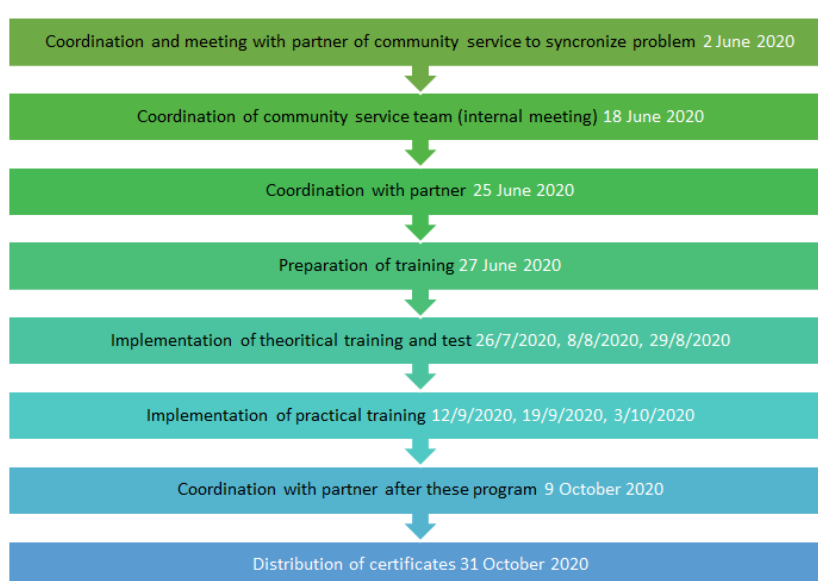 Coordination and meeting with partner of community service to syncronize problem 2 June 2020
Coordination of community service team (internal meeting) 18 June 2020
Coordination with partner 25 June 2020
Preparation of training 27 June 2020
Implementation of theoritical training and test 26/7/2020, 8/8/2020, 29/8/2020
Implementation of practical training 12/9/2020, 19/9/2020, 3/10/2020
Coordination with partner after these program 9 October 2020
Distribution of certificates 31 October 2020